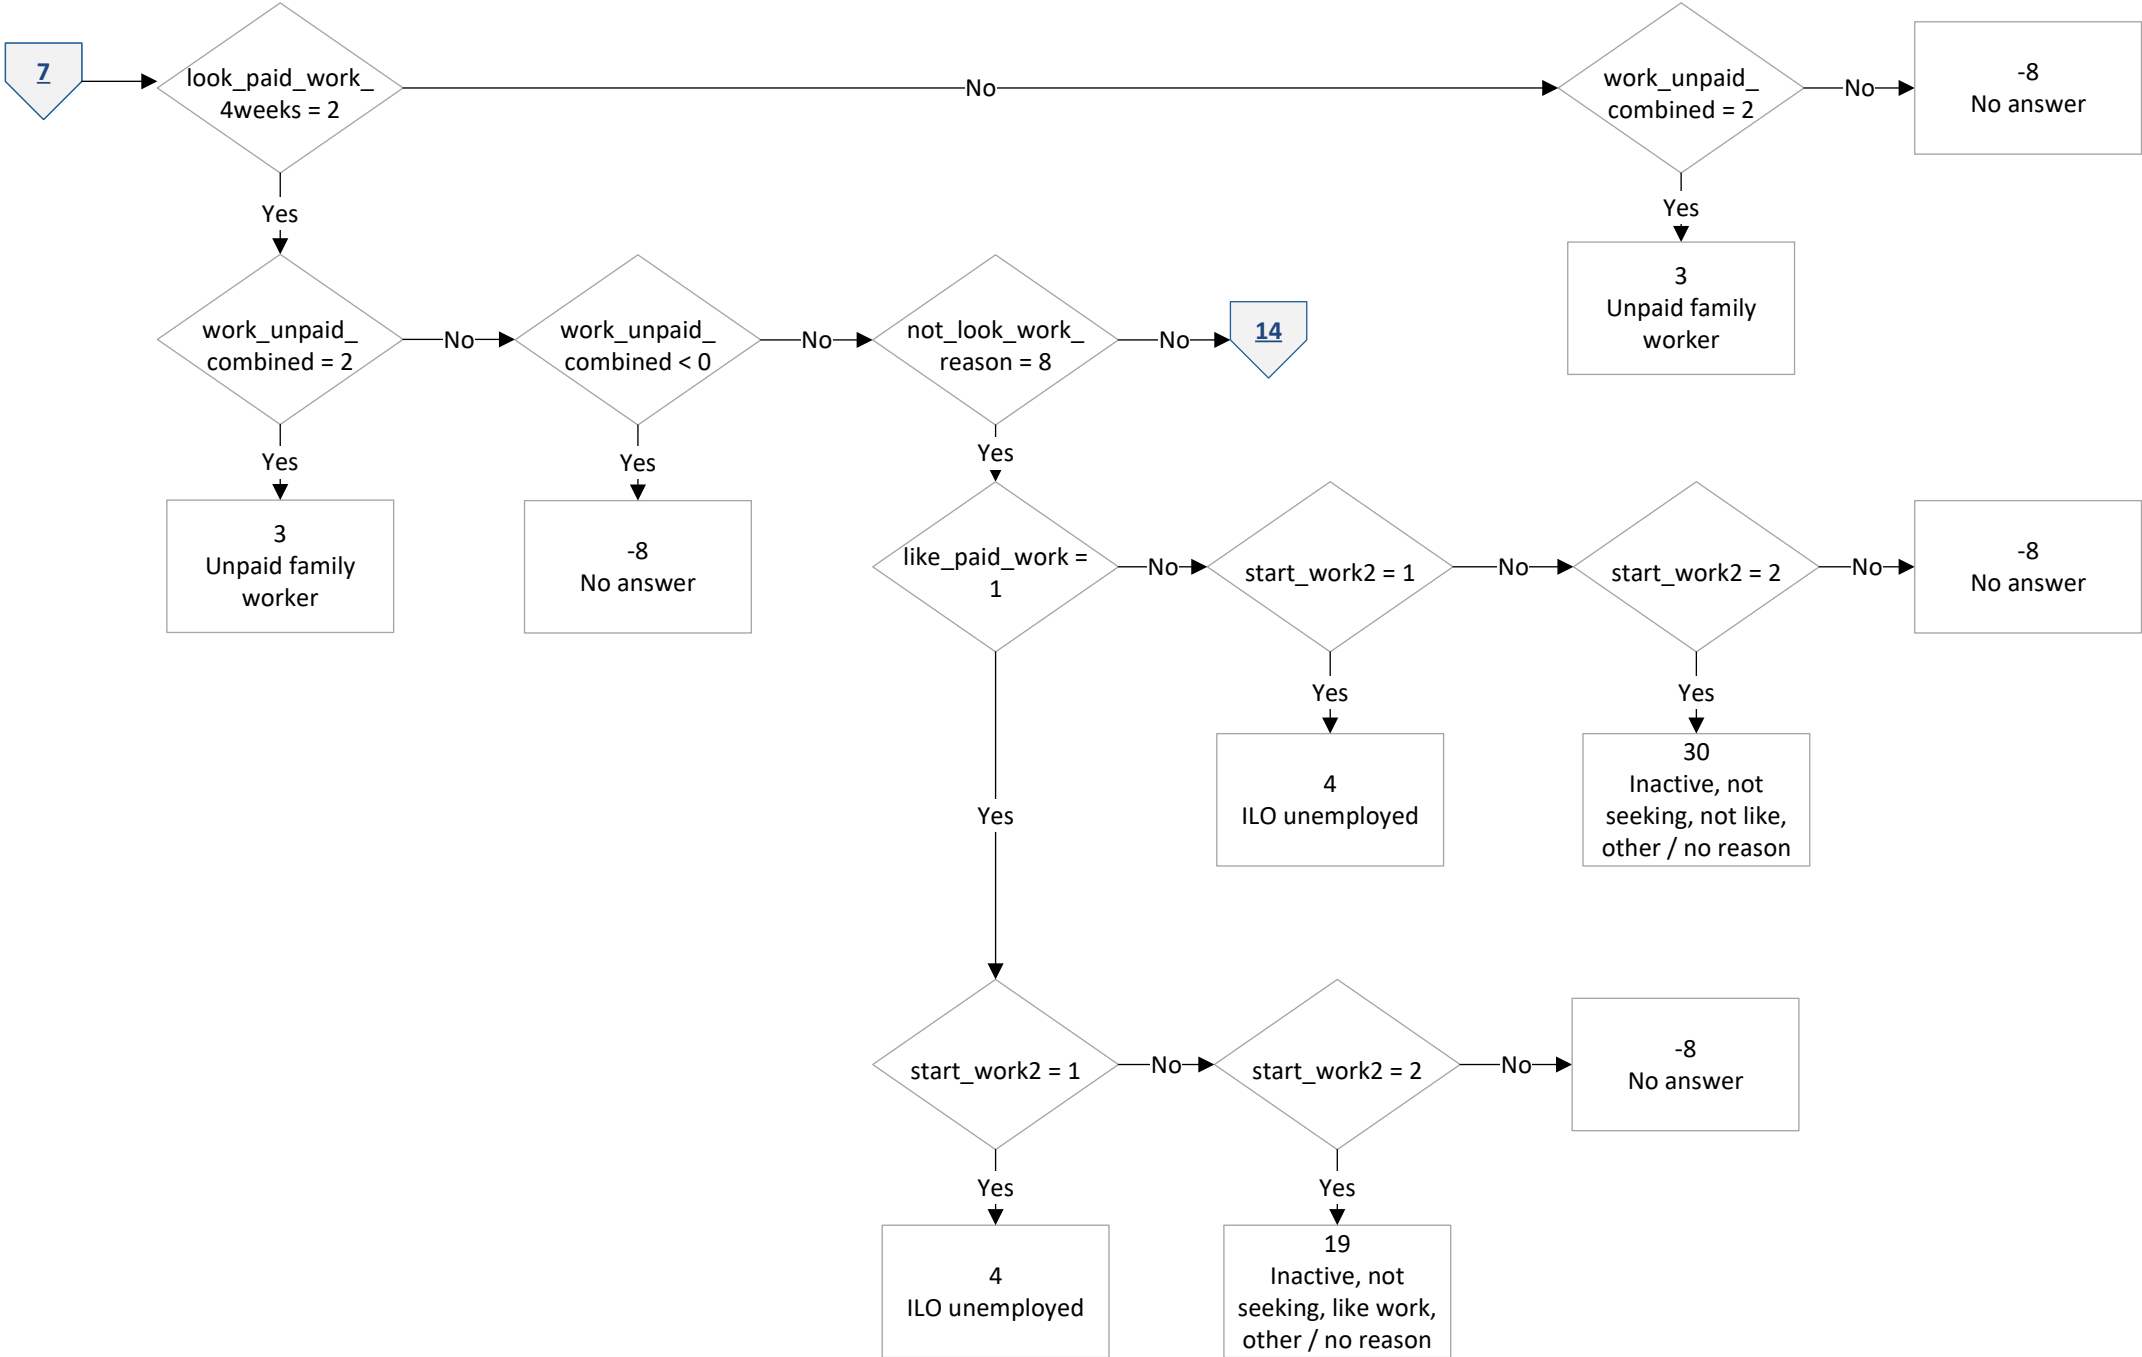 7
look_paid_work_
4weeks = 2
No
work_unpaid_
combined = 2
No
-8
No answer
Yes
Yes
3
Unpaid family
worker
work_unpaid_
combined = 2
No
work_unpaid_
combined < 0
No
not_look_work_
reason = 8
No
14
Yes
Yes
Yes
3
Unpaid family
worker
-8
No answer
like_paid_work =
1
No
start_work2 = 1
No
start_work2 = 2
No
-8
No answer
Yes
Yes
4
ILO unemployed
30
Inactive, not
seeking, not like,
other / no reason
Yes
start_work2 = 1
No
start_work2 = 2
No
-8
No answer
Yes
Yes
4
ILO unemployed
19
Inactive, not
seeking, like work,
other / no reason